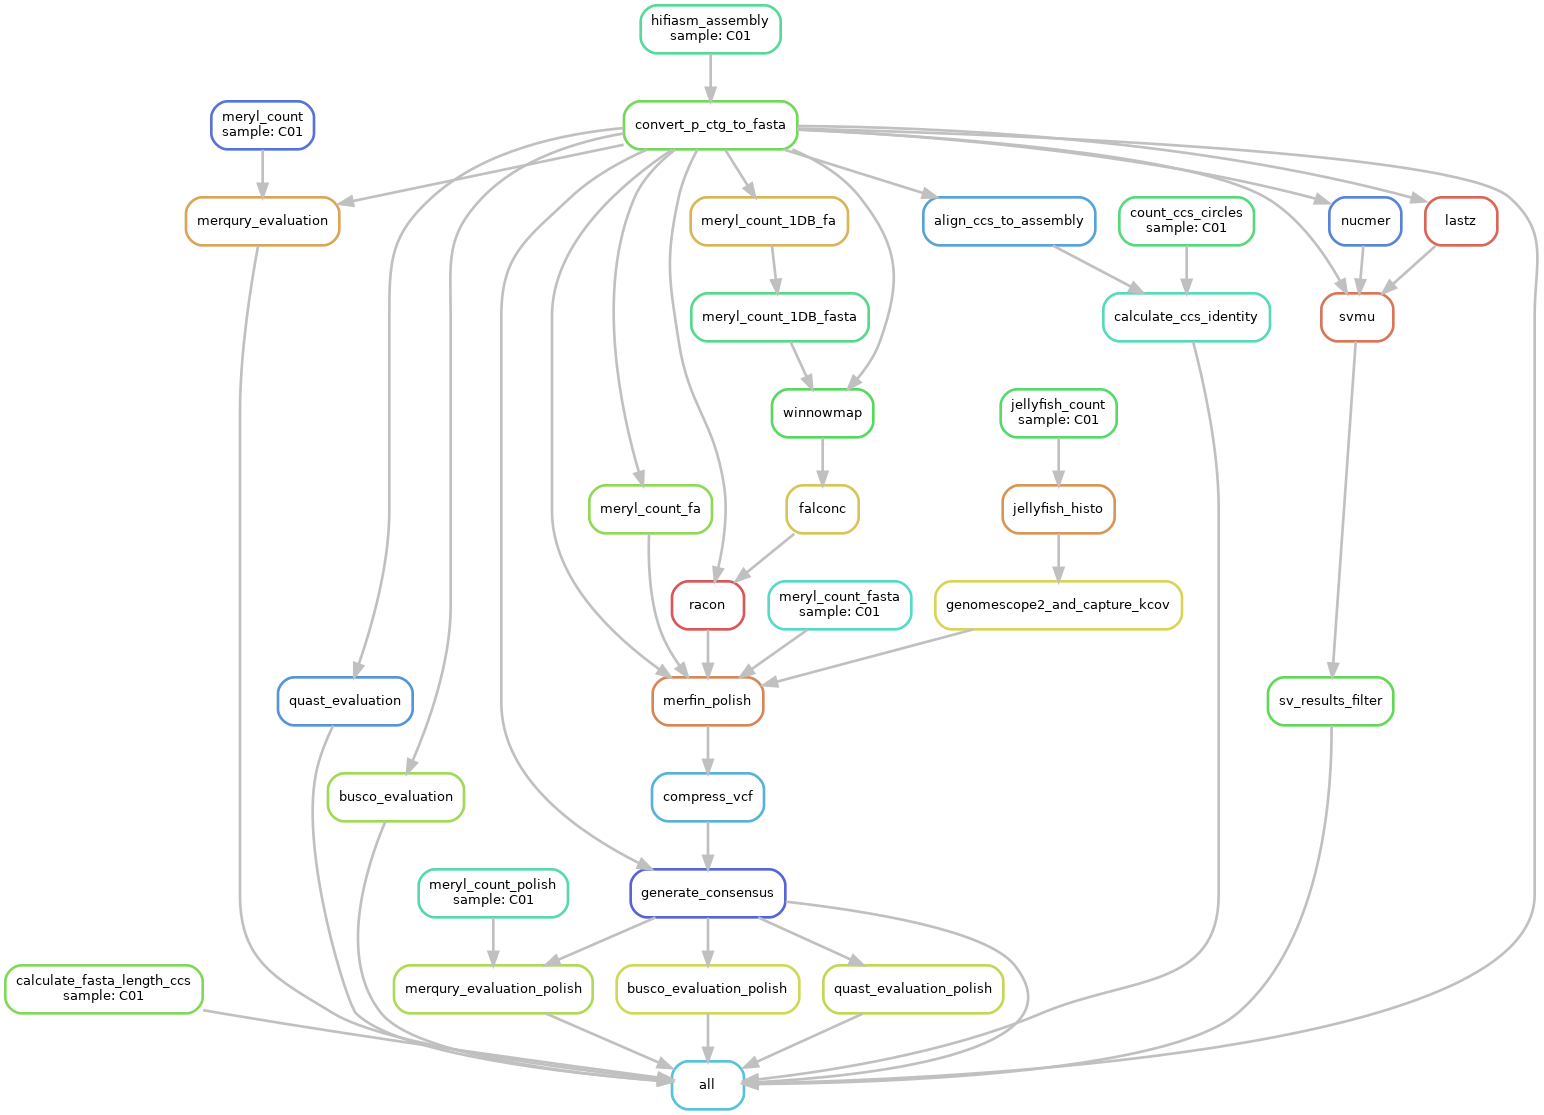 hifiasm_assembly
sample: C01
meryl_count
sample: C01
convert_p_ctg_to_fasta
merqury_evaluation
meryl_count_1DB_fa
align_ccs_to_assembly
count_ccs_circles
sample: C01
nucmer
lastz
meryl_count_1DB_fasta
calculate_ccs_identity
svmu
winnowmap
jellyfish_count
sample: C01
meryl_count_fa
falconc
jellyfish_histo
racon
meryl_count_fasta
sample: C01
genomescope2_and_capture_kcov
quast_evaluation
merfin_polish
sv_results_filter
busco_evaluation
compress_vcf
meryl_count_polish
sample: C01
generate_consensus
calculate_fasta_length_ccs
sample: C01
merqury_evaluation_polish
busco_evaluation_polish
quast_evaluation_polish
all